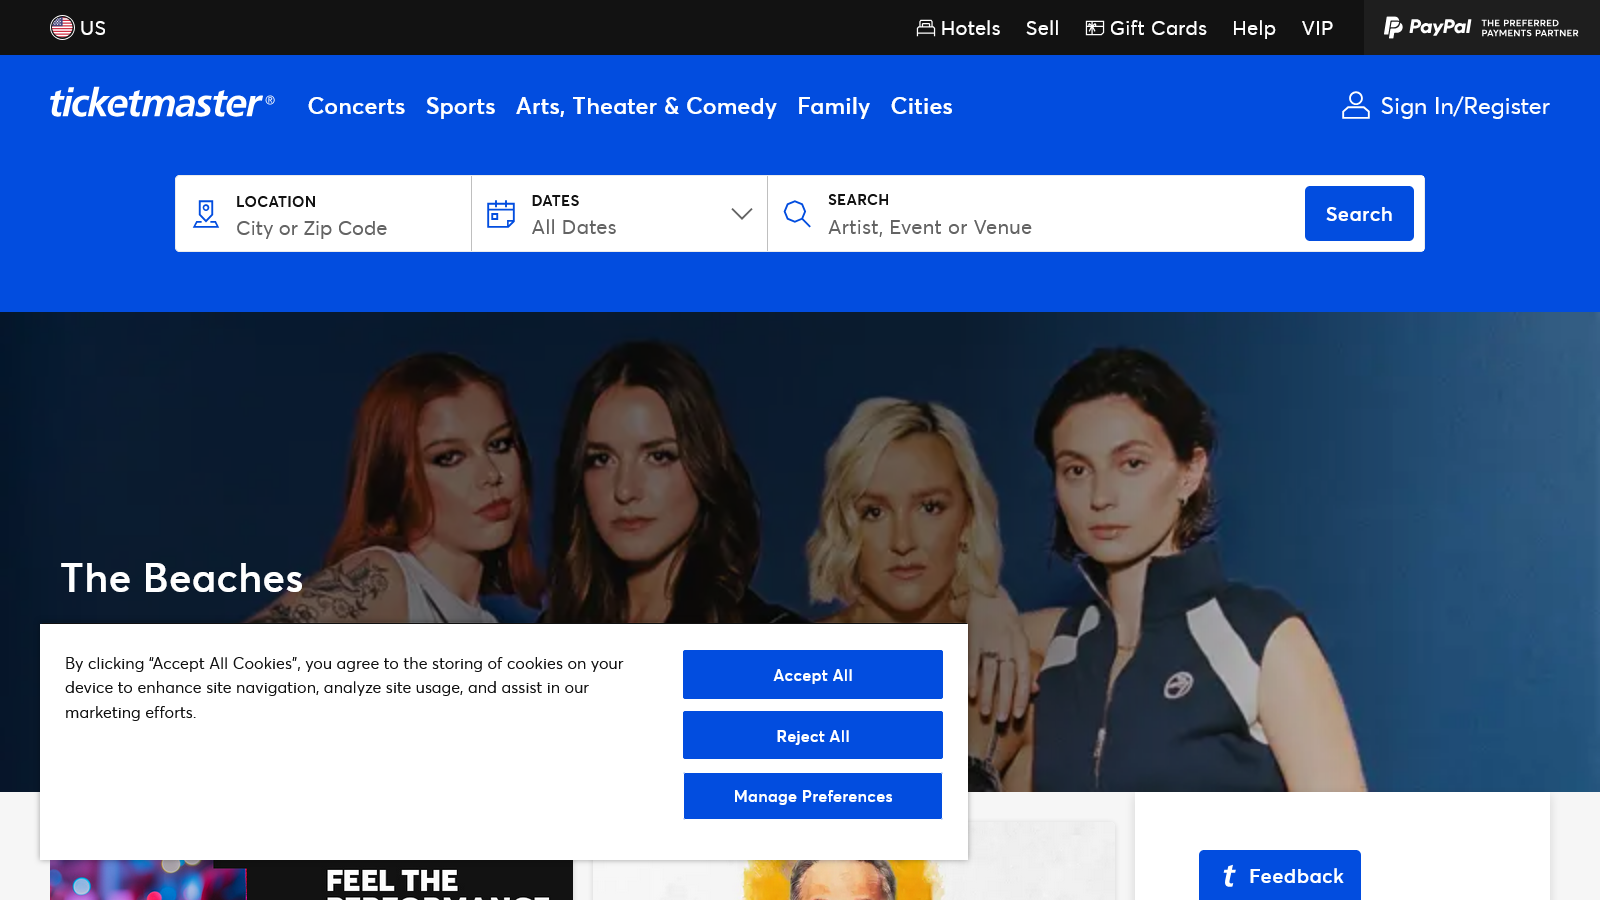 US
Hotels
Sell
Gift Cards
Help
VIP
PayPal
THE PREFERRED
PAYMENTS PARTNER
ticketmaster®
Concerts
Sports
Arts, Theater & Comedy
Family
Cities
Sign In/Register
LOCATION
City or Zip Code
DATES
All Dates
SEARCH
Artist, Event or Venue
Search
The Beaches
By clicking “Accept All Cookies”, you agree to the storing of cookies on your
device to enhance site navigation, analyze site usage, and assist in our
marketing efforts.
Accept All
Reject All
Manage Preferences
FEEL THE
PERFORMANCE
t Feedback